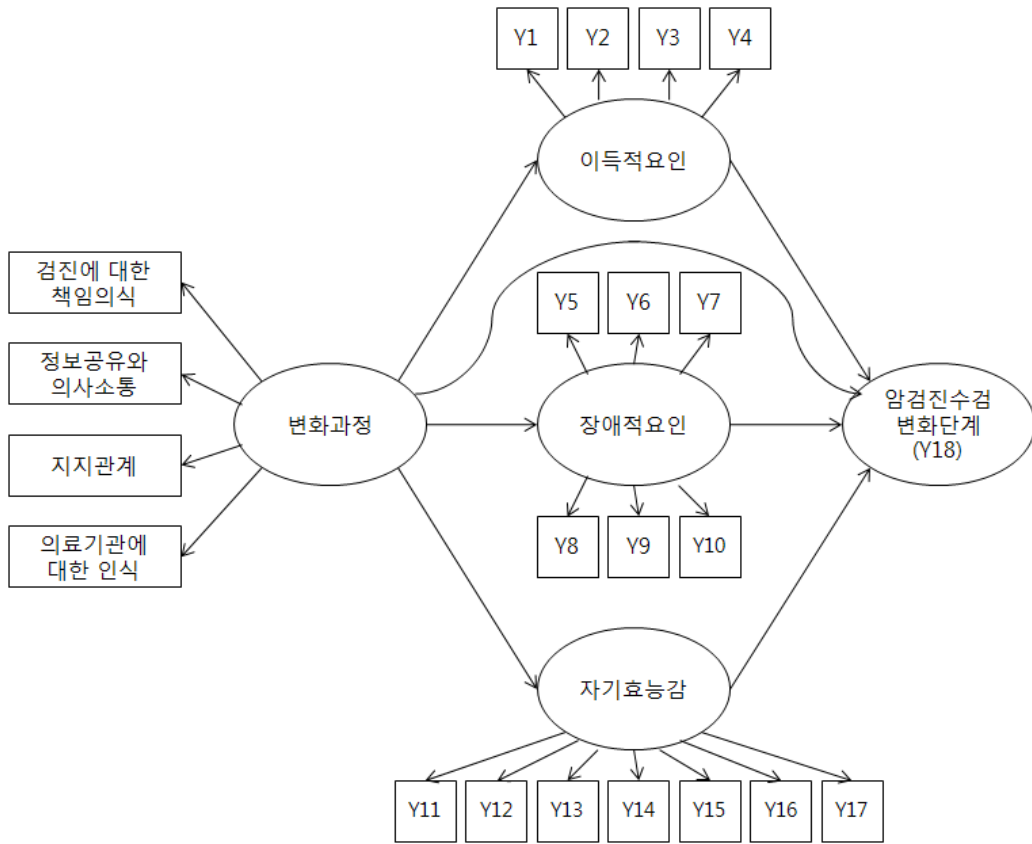 Y1
Y2
Y3
Y4
이득적요인
검진에 대한
책임의식
정보공유와
의사소통
지지관계
의료기관에
대한 인식
변화과정
Y5
Y6
Y7
장애적요인
Y8
Y9
Y10
암검진수검
변화단계
(Y18)
자기효능감
Y11
Y12
Y13
Y14
Y15
Y16
Y17